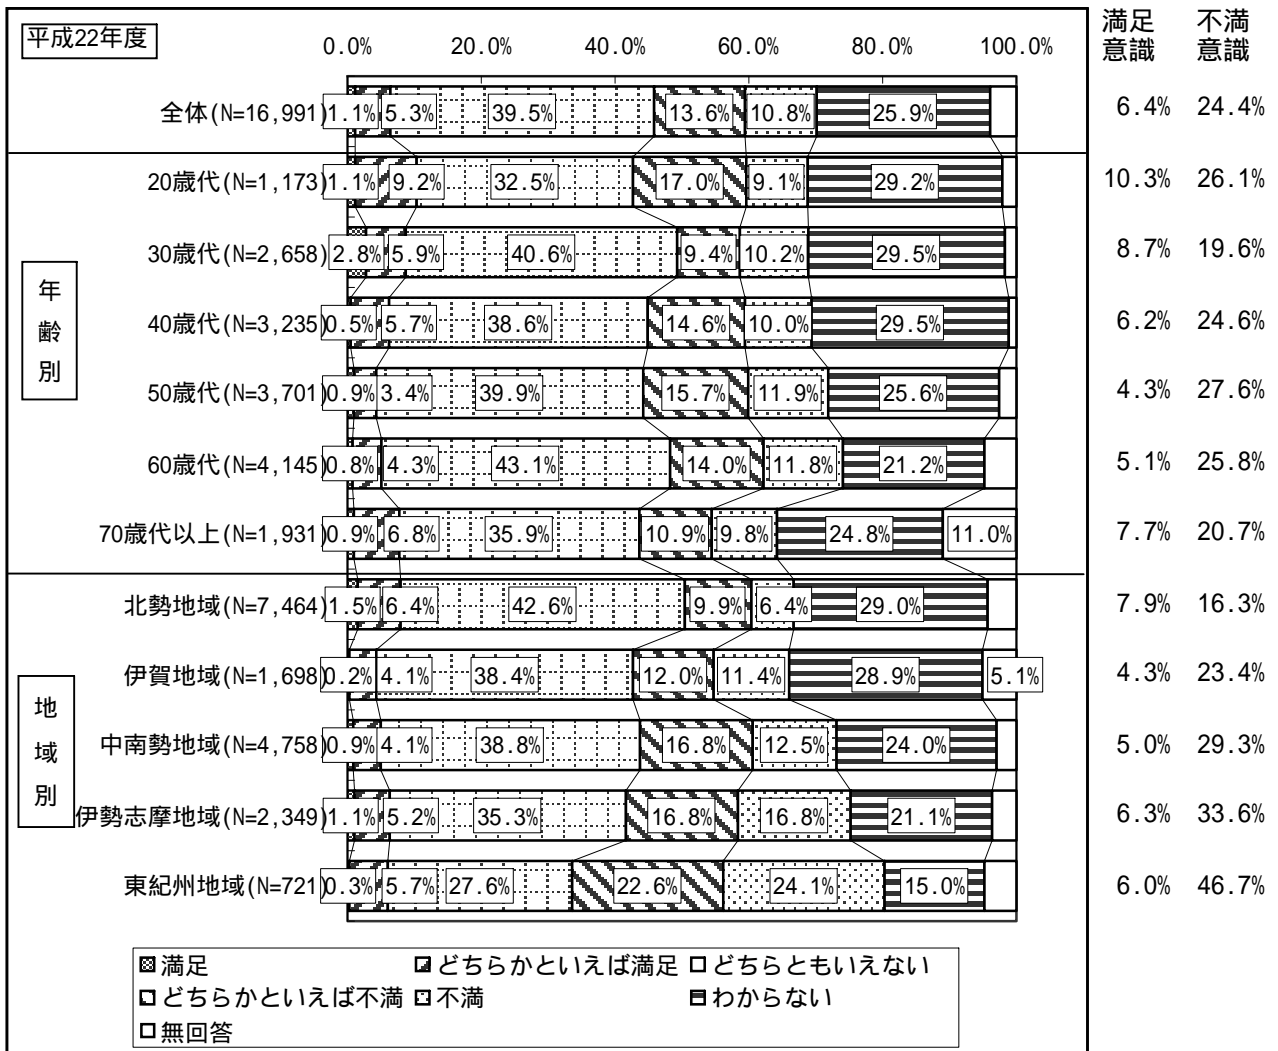 平成22年度
0.0% 20.0% 40.0% 60.0% 80.0% 100.0%
満足意識 不満意識
全体(N=16,991) 1.1% 5.3% 39.5% 13.6% 10.8% 25.9% 6.4% 24.4%
年齢別
20歳代(N=1,173) 1.1% 9.2% 32.5% 17.0% 9.1% 29.2% 10.3% 26.1%
30歳代(N=2,658) 2.8% 5.9% 40.6% 9.4% 10.2% 29.5% 8.7% 19.6%
40歳代(N=3,235) 0.5% 5.7% 38.6% 14.6% 10.0% 29.5% 6.2% 24.6%
50歳代(N=3,701) 0.9% 3.4% 39.9% 15.7% 11.9% 25.6% 4.3% 27.6%
60歳代(N=4,145) 0.8% 4.3% 43.1% 14.0% 11.8% 21.2% 5.1% 25.8%
70歳代以上(N=1,931) 0.9% 6.8% 35.9% 10.9% 9.8% 24.8% 11.0% 7.7% 20.7%
地域別
北勢地域(N=7,464) 1.5% 6.4% 42.6% 9.9% 6.4% 29.0% 7.9% 16.3%
伊賀地域(N=1,698) 0.2% 4.1% 38.4% 12.0% 11.4% 28.9% 5.1% 4.3% 23.4%
中南勢地域(N=4,758) 0.9% 4.1% 38.8% 16.8% 12.5% 24.0% 5.0% 29.3%
伊勢志摩地域(N=2,349) 1.1% 5.2% 35.3% 16.8% 16.8% 21.1% 6.3% 33.6%
東紀州地域(N=721) 0.3% 5.7% 27.6% 22.6% 24.1% 15.0% 6.0% 46.7%
満足 どちらかといえば満足 どちらともいえない
どちらかといえば不満 不満 わからない
無回答